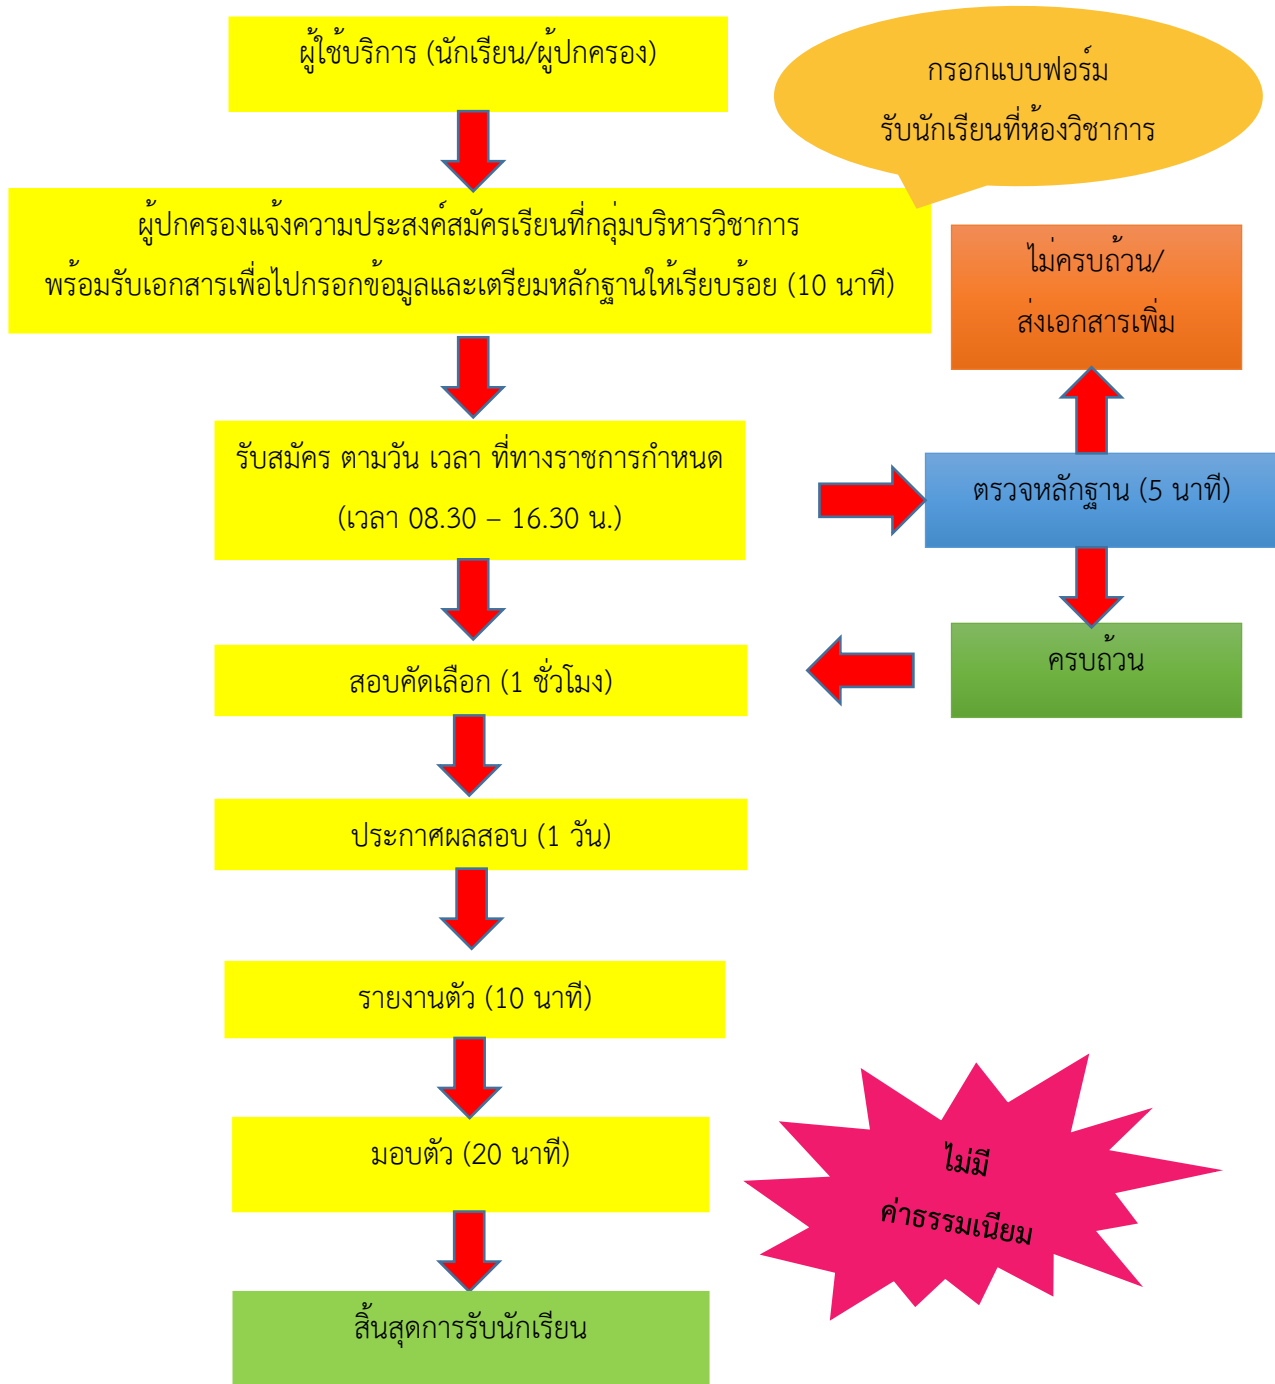 ผู้ใช้บริการ (นักเรียน/ผู้ปกครอง)
กรอกแบบฟอร์ม
รับนักเรียนที่ห้องวิชาการ
ผู้ปกครองแจ้งความประสงค์สมัครเรียนที่กลุ่มบริหารวิชาการ
พร้อมรับเอกสารเพื่อไปกรอกข้อมูลและเตรียมหลักฐานให้เรียบร้อย (10 นาที)
ไม่ครบถ้วน/
ส่งเอกสารเพิ่ม
รับสมัคร ตามวัน เวลา ที่ทางราชการกำหนด
(เวลา 08.30 – 16.30 น.)
ตรวจหลักฐาน (5 นาที)
ครบถ้วน
สอบคัดเลือก (1 ชั่วโมง)
ประกาศผลสอบ (1 วัน)
รายงานตัว (10 นาที)
มอบตัว (20 นาที)
ไม่มี
ค่าธรรมเนียม
สิ้นสุดการรับนักเรียน